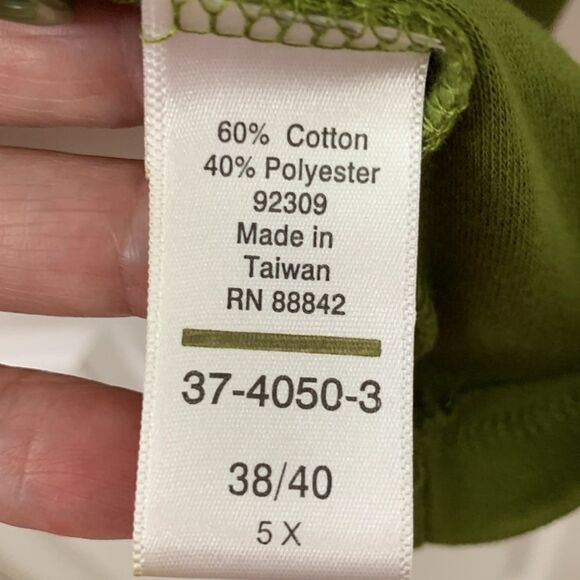 60% Cotton
40% Polyester
92309
Made in
Taiwan
RN 88842
37-4050-3
38/40
5 X